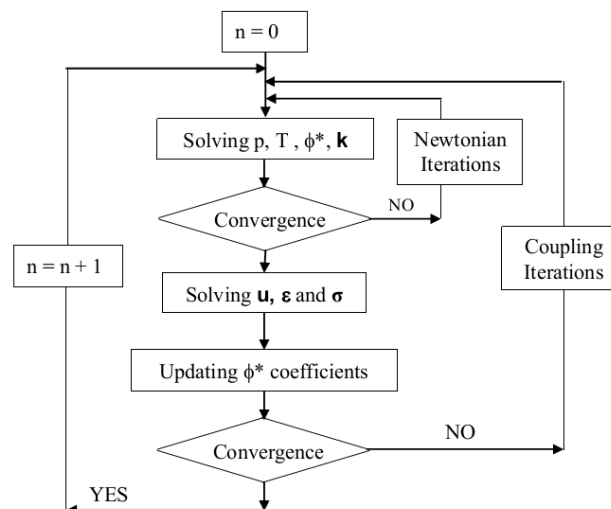 n = 0
Solving p, T , ϕ*, k
Newtonian
Iterations
Convergence
NO
n = n + 1
Coupling
Iterations
Solving u, ε and σ
Updating ϕ* coefficients
Convergence
NO
YES